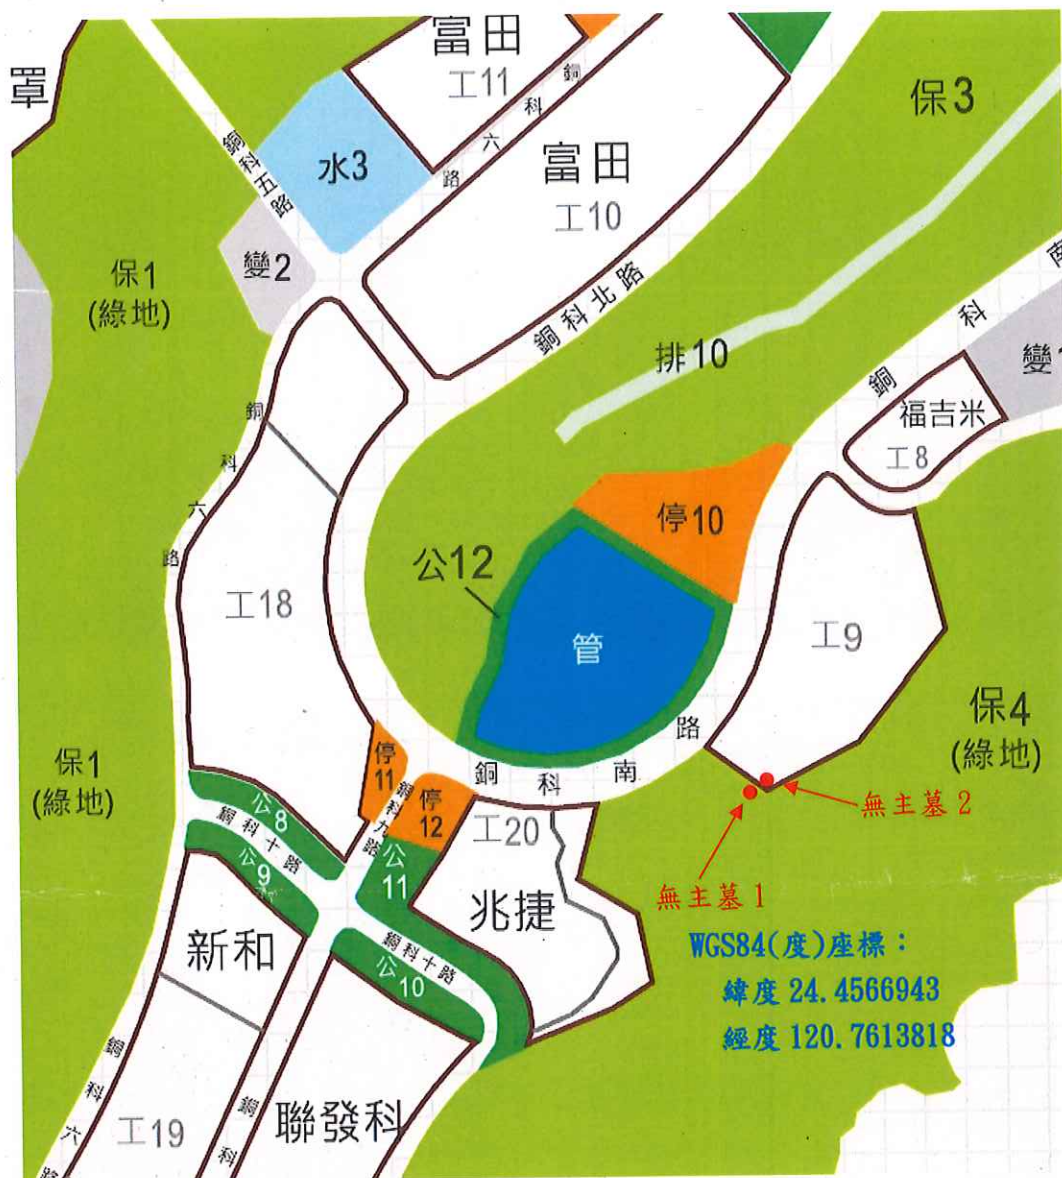 富田
工11
罩
保3
銅科六路
水3
銅科五路
富田
工10
變2
保1
(綠地)
銅科北路
銅科南
排10
變1
福吉米
工8
銅科六路
停10
公12
工18
管
工9
保4
(綠地)
保1
(綠地)
停11
銅科南路
停12
銅科九路
公8
工20
無主墓2
銅科十路
公9
公11
無主墓1
兆捷
新和
銅科十路
公10
WGS84(度)座標：
緯度 24.4566943
經度 120.7613818
銅科六路
工19
銅科
聯發科